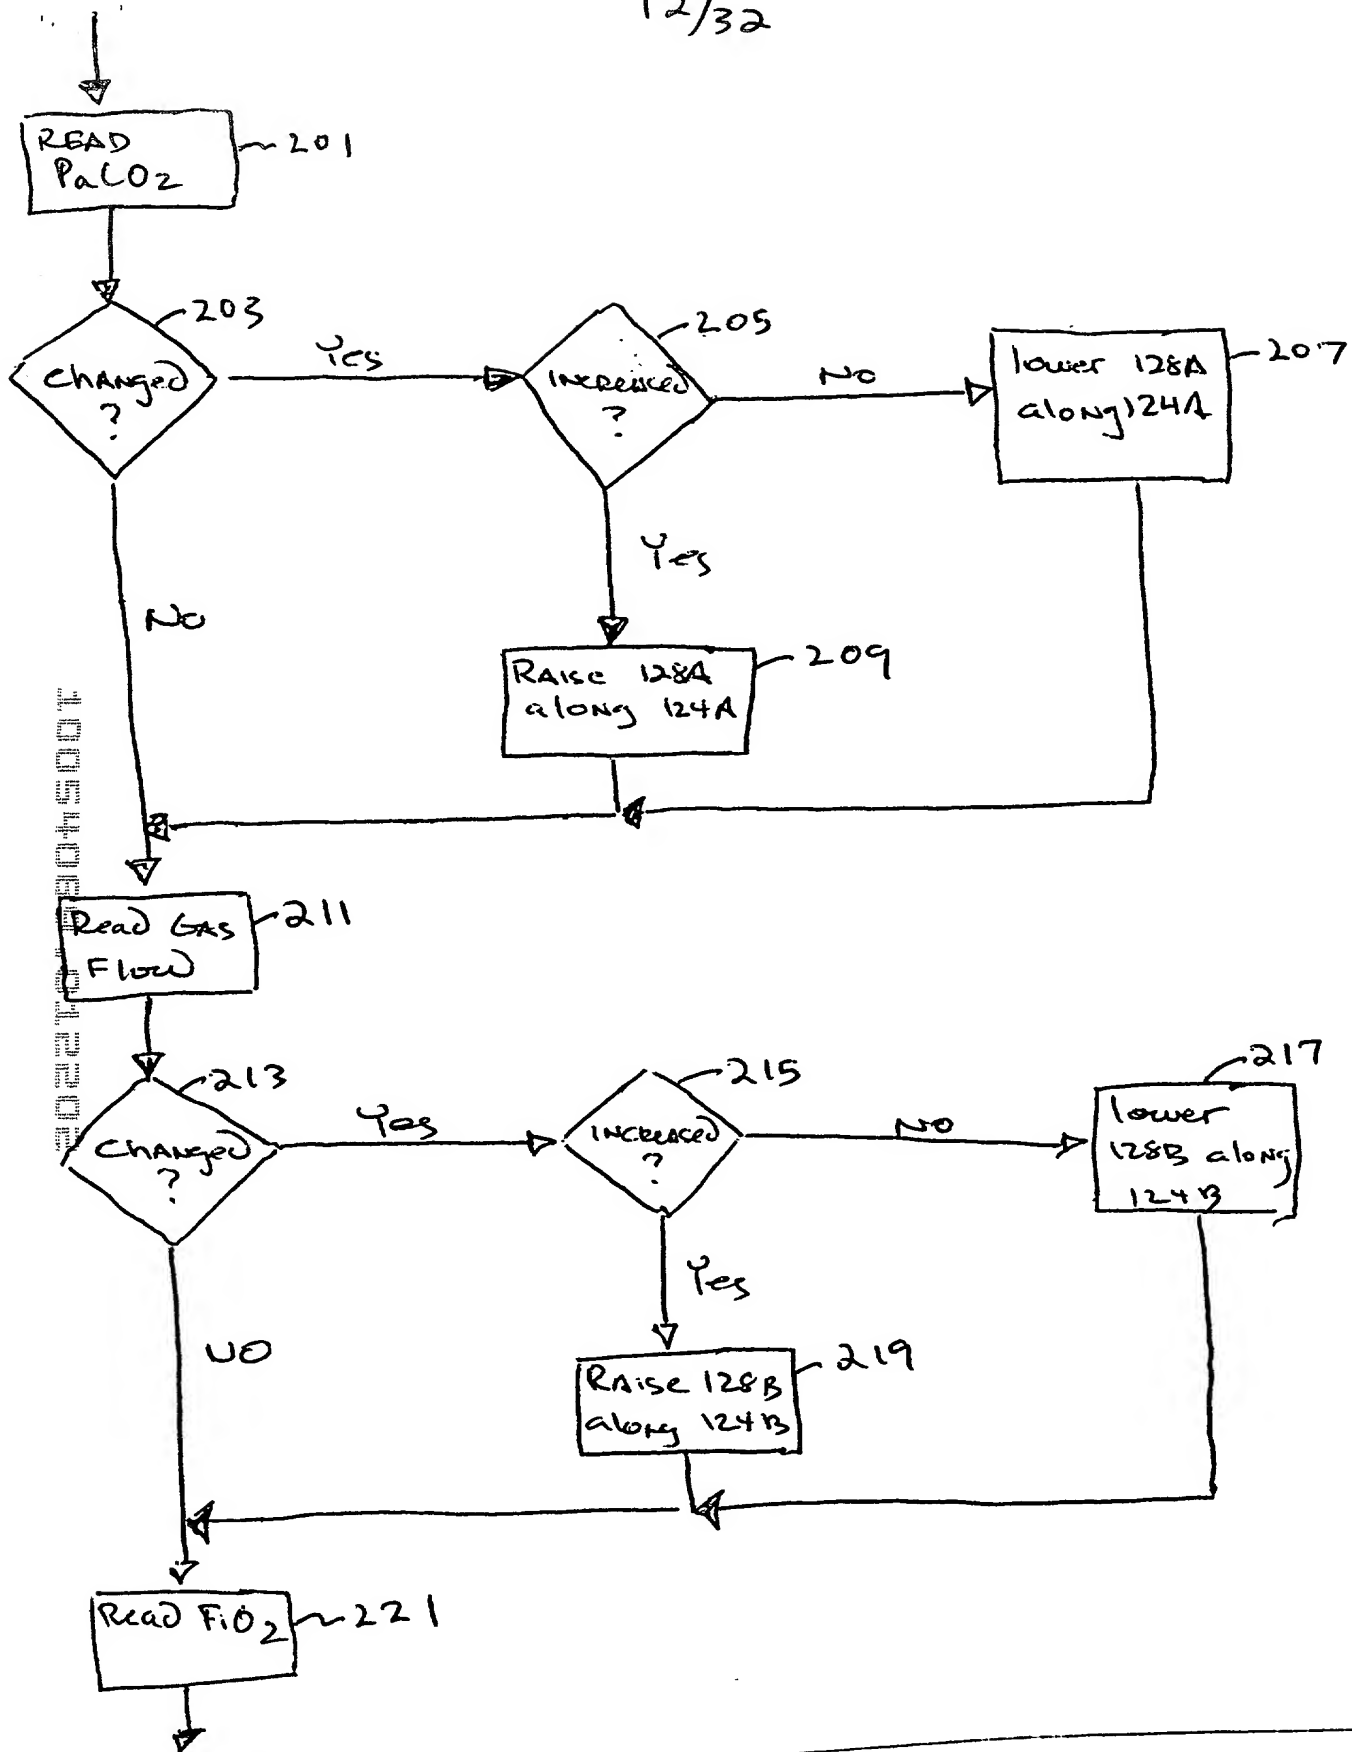 12/32
READ
PaCO2
201
203
Changed
?
Yes
205
INCREASED
?
No
lower 128A
along 124A
207
No
Yes
RAise 128A
along 124A
209
Read GAS
Flow
211
213
Changed
?
Yes
215
INCREASED
?
No
217
lower
128B along
124B
NO
Yes
RAise 128B
along 124B
219
Read FiO2
221